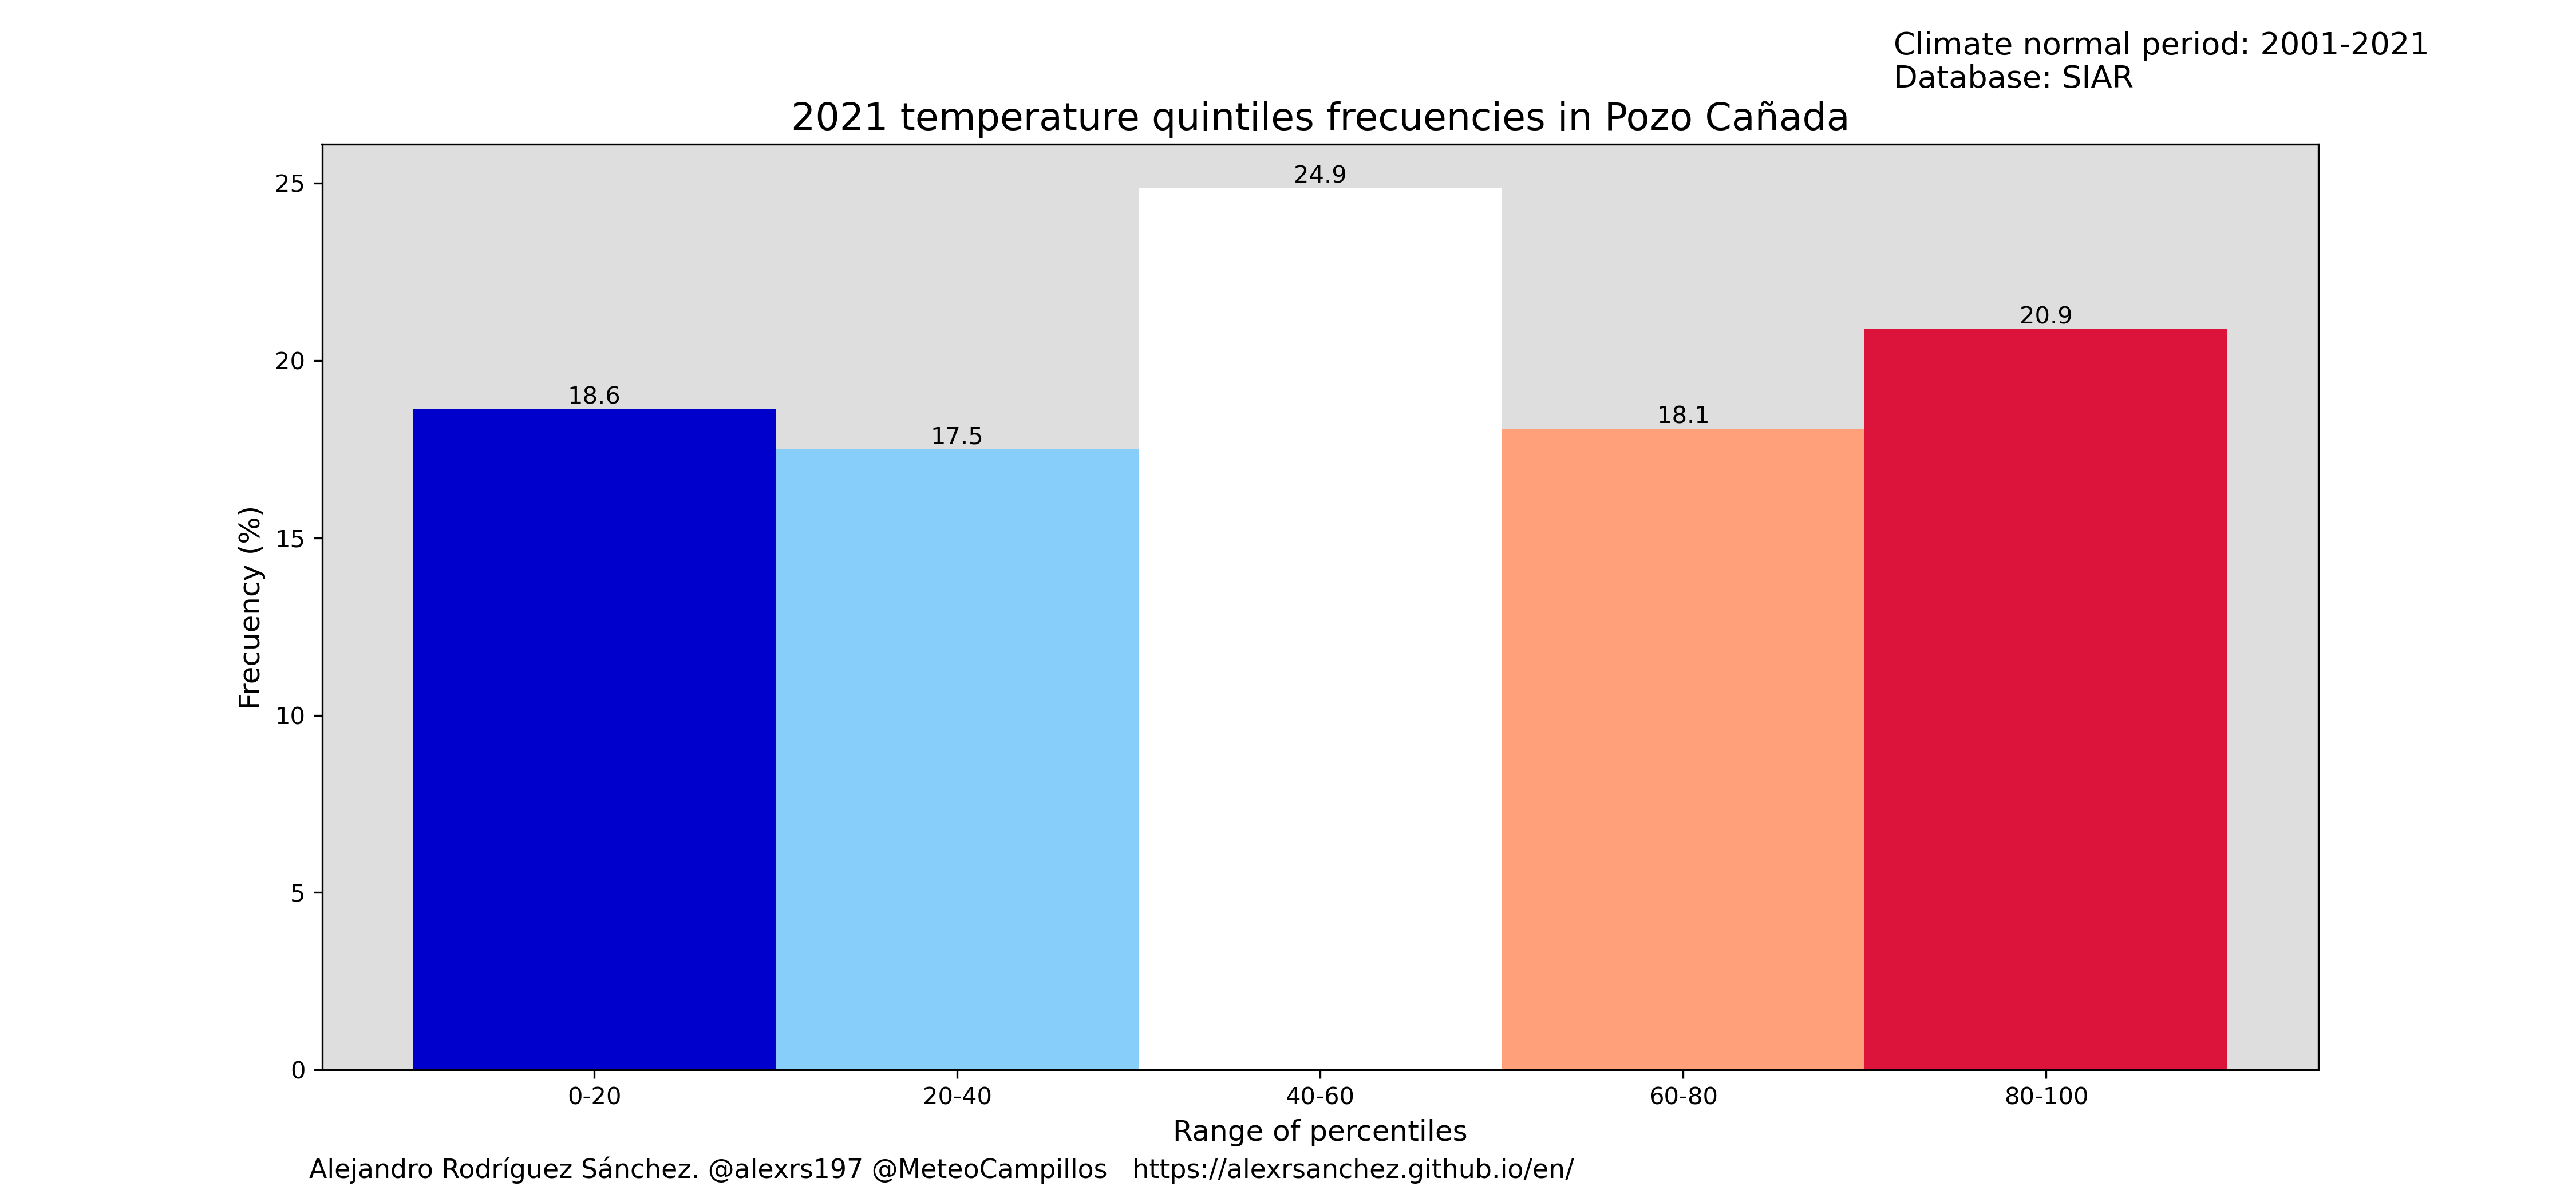 Climate normal period: 2001-2021
Database: SIAR
2021 temperature quintiles frecuencies in Pozo Cañada
Frecuency (%)
25
20
15
10
5
0
18.6
17.5
24.9
18.1
20.9
0-20
20-40
40-60
60-80
80-100
Range of percentiles
Alejandro Rodríguez Sánchez. @alexrs197 @MeteoCampillos https://alexrsanchez.github.io/en/